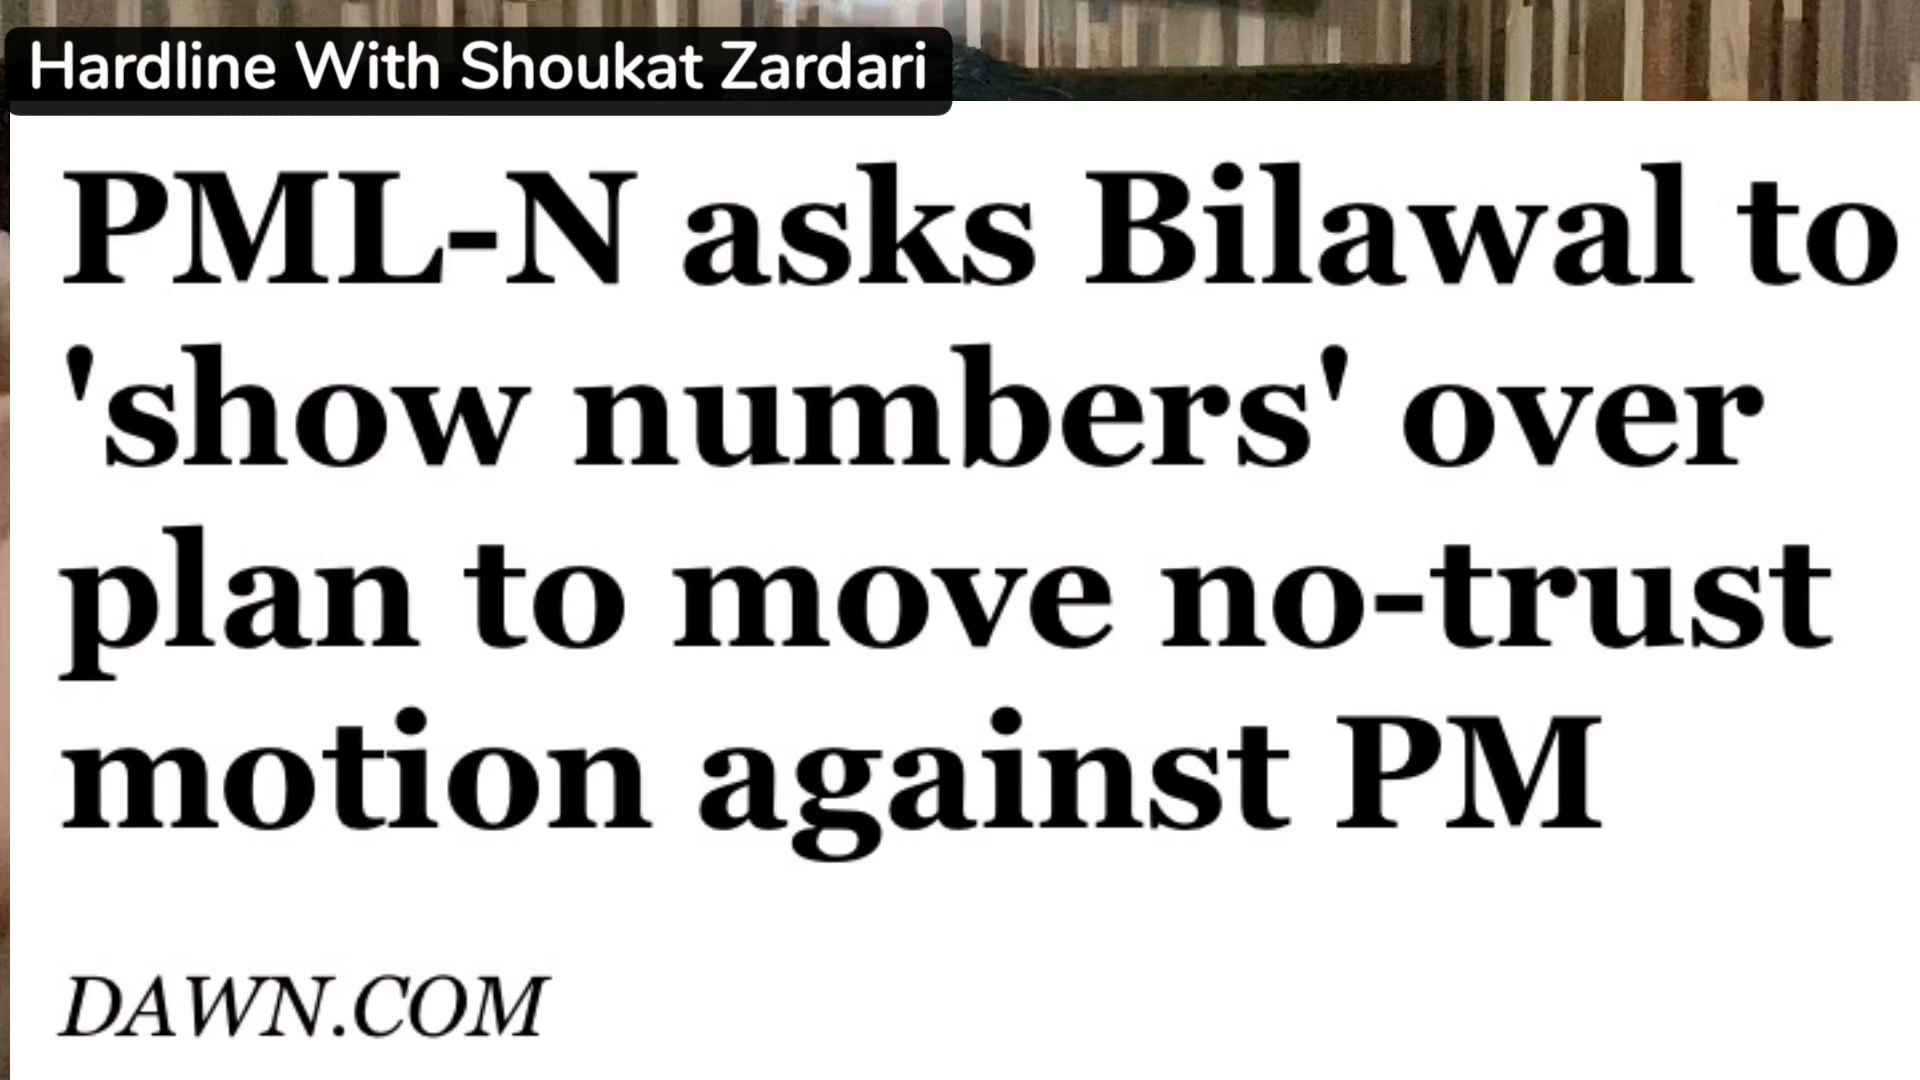 Hardline With Shoukat Zardari
PML-N asks Bilawal to
'show numbers' over
plan to move no-trust
motion against PM
DAWN.COM